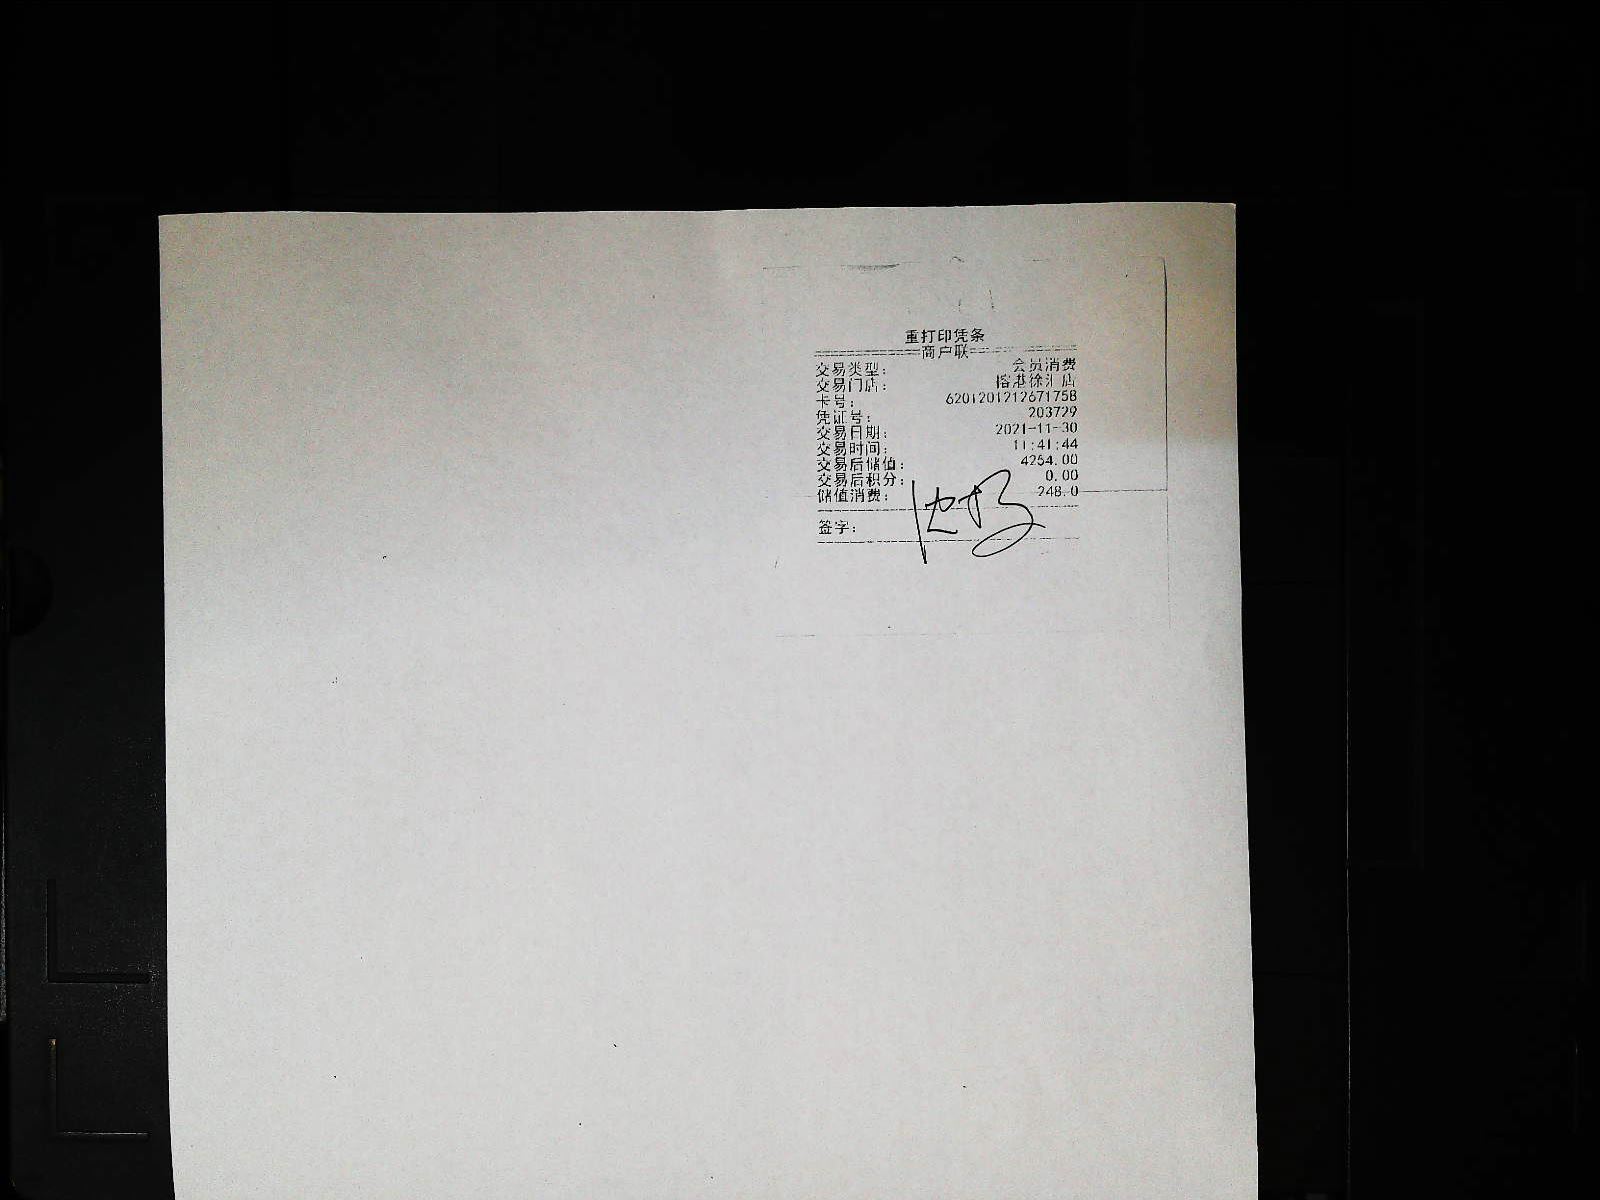 重打印凭条
商户联
交易类型： 会员消费
交易门店： 榕港徐汇店
卡号： 6201201212671758
凭证号： 203729
交易日期： 2021-11-30
交易时间： 11:41:44
交易后储值： 4254.00
交易后积分： 0.00
储值消费： 248.0
签字：